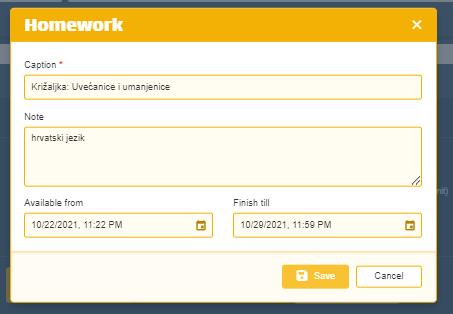 Homework
Caption *
Križaljka: Uvećanice i umanjenice
Note
hrvatski jezik
Available from
Finish till
10/22/2021, 11:22 PM
10/29/2021, 11:59 PM
Save
Cancel